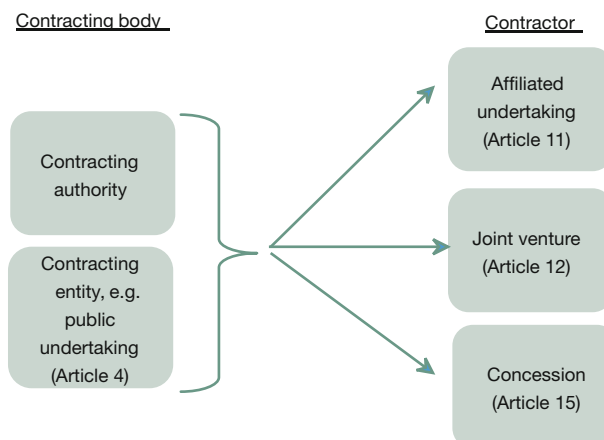 Contracting body
Contractor
Affiliated
undertaking
(Article 11)
Contracting
authority
Joint venture
(Article 12)
Contracting
entity, e.g.
public
undertaking
(Article 4)
Concession
(Article 15)